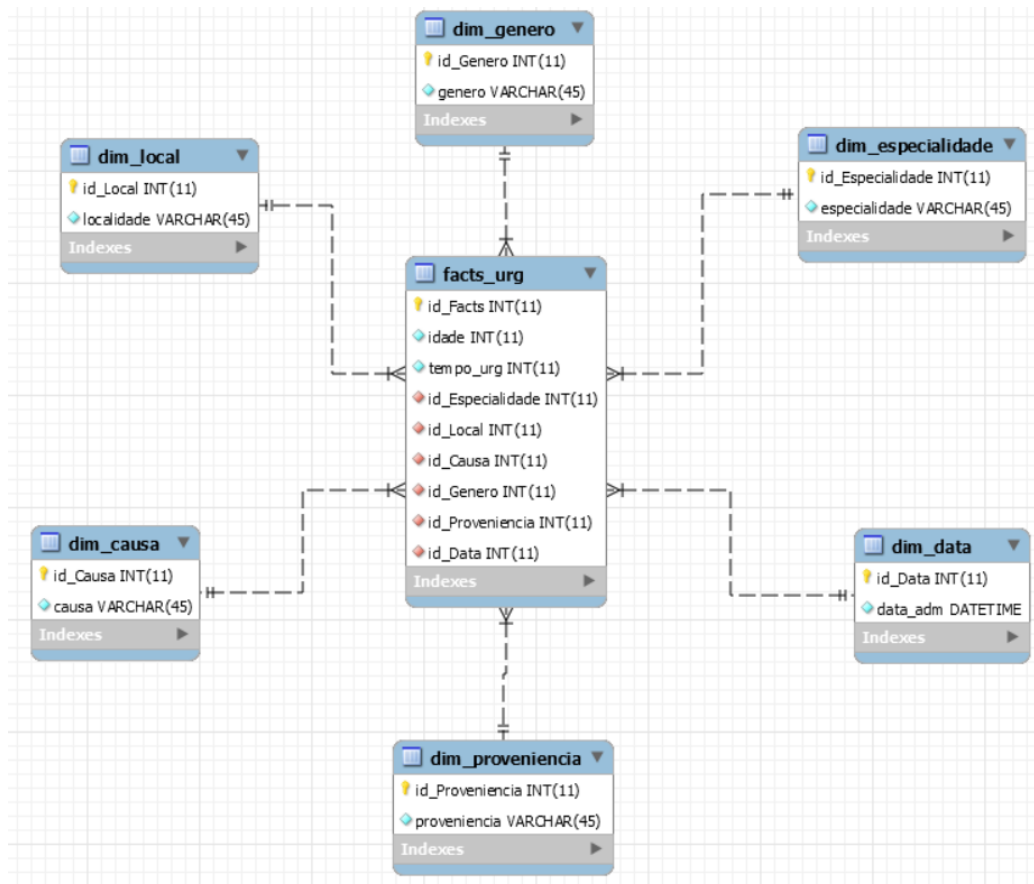 dim_genero
id_Genero INT(11)
genero VARCHAR(45)
Indexes
dim_local
id_Local INT(11)
localidade VARCHAR(45)
Indexes
dim_especialidade
id_Especialidade INT(11)
especialidade VARCHAR(45)
Indexes
facts_urg
id_Facts INT(11)
idade INT(11)
tempo_urg INT(11)
id_Especialidade INT(11)
id_Local INT(11)
id_Causa INT(11)
id_Genero INT(11)
id_Proveniencia INT(11)
id_Data INT(11)
Indexes
dim_causa
id_Causa INT(11)
causa VARCHAR(45)
Indexes
dim_data
id_Data INT(11)
data_adm DATETIME
Indexes
dim_proveniencia
id_Proveniencia INT(11)
proveniencia VARCHAR(45)
Indexes